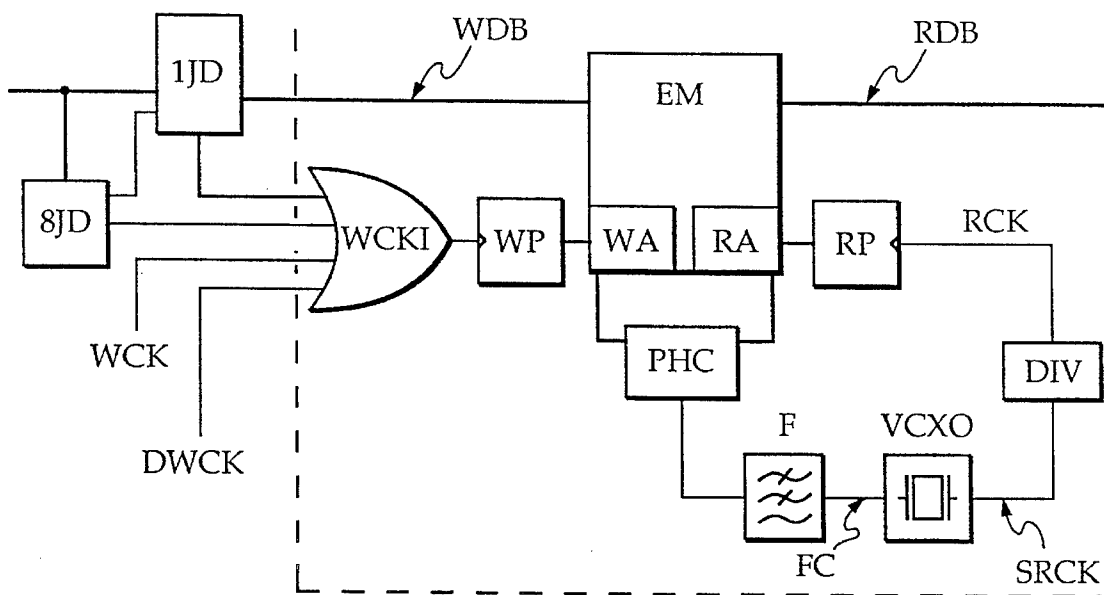 WDB
RDB
1JD
EM
8JD
WCKI
WP
WA
RA
RP
RCK
WCK
PHC
DIV
DWCK
F
VCXO
FC
SRCK